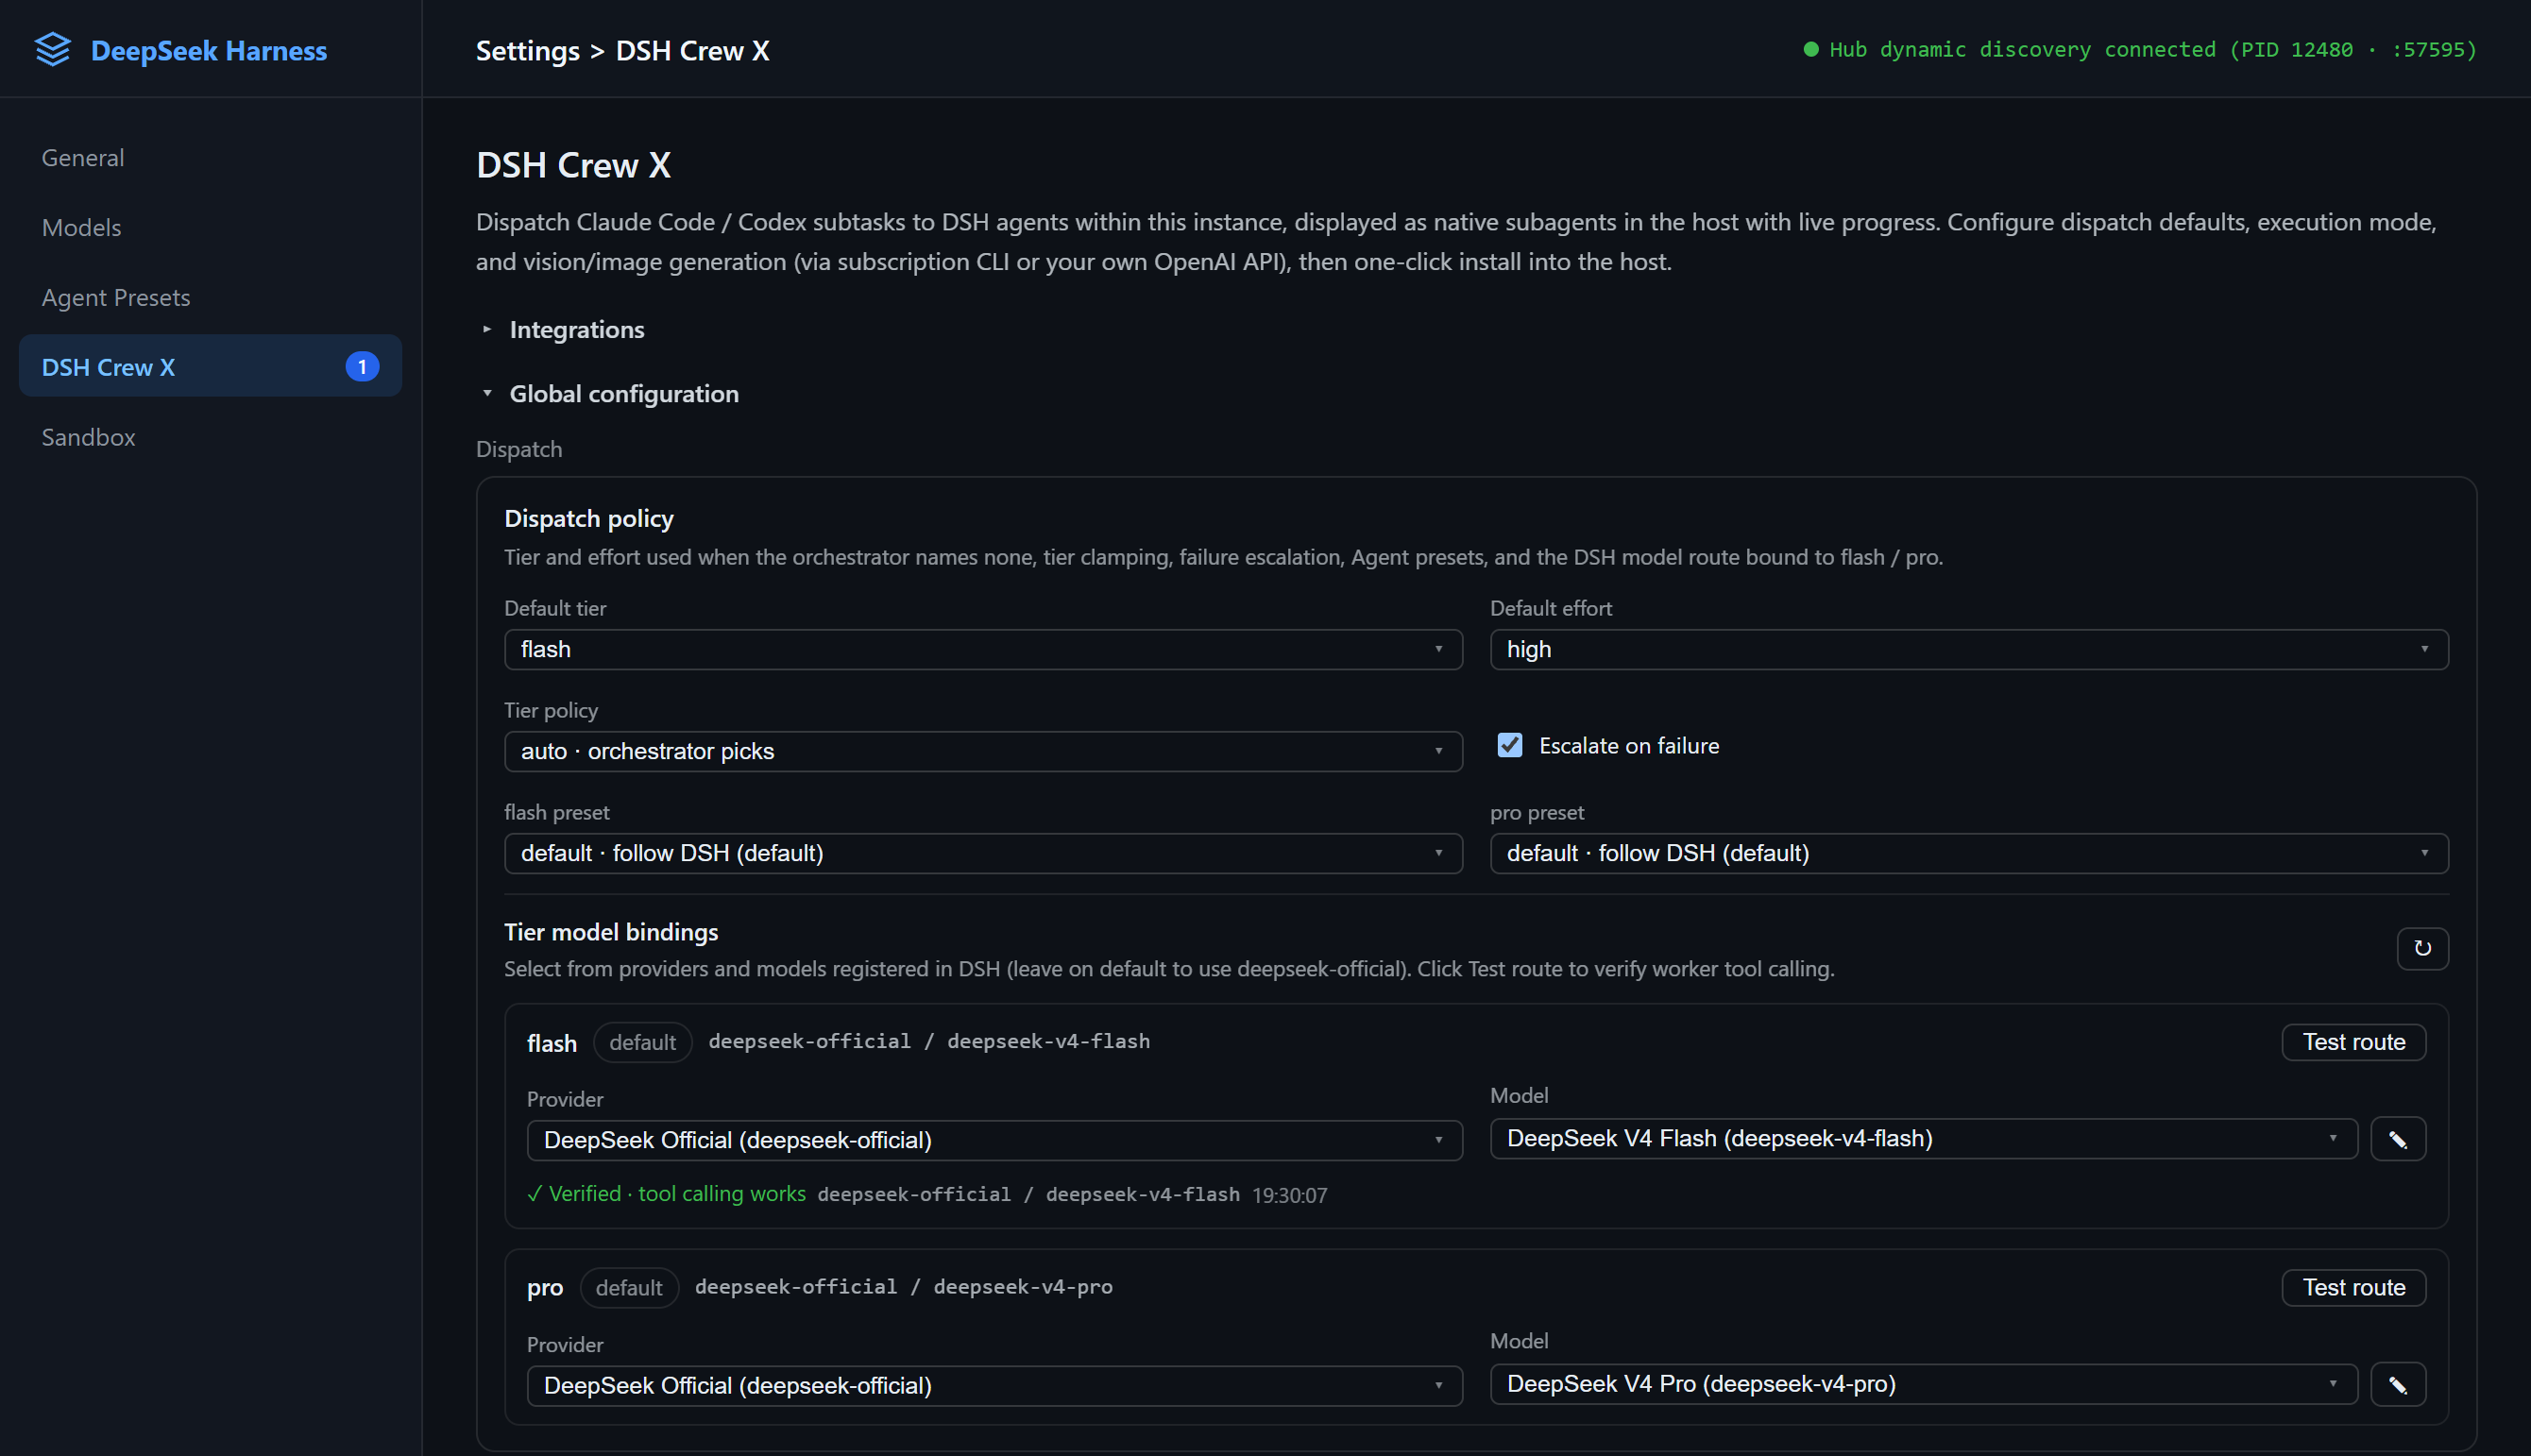 DeepSeek Harness
Settings > DSH Crew X
Hub dynamic discovery connected (PID 12480 · :57595)
General
Models
Agent Presets
DSH Crew X
1
Sandbox
DSH Crew X
Dispatch Claude Code / Codex subtasks to DSH agents within this instance, displayed as native subagents in the host with live progress. Configure dispatch defaults, execution mode,
and vision/image generation (via subscription CLI or your own OpenAI API), then one-click install into the host.
Integrations
Global configuration
Dispatch
Dispatch policy
Tier and effort used when the orchestrator names none, tier clamping, failure escalation, Agent presets, and the DSH model route bound to flash / pro.
Default tier
Default effort
flash
high
Tier policy
auto · orchestrator picks
Escalate on failure
flash preset
pro preset
default · follow DSH (default)
default · follow DSH (default)
Tier model bindings
Select from providers and models registered in DSH (leave on default to use deepseek-official). Click Test route to verify worker tool calling.
flash default deepseek-official / deepseek-v4-flash
Test route
Provider
Model
DeepSeek Official (deepseek-official)
DeepSeek V4 Flash (deepseek-v4-flash)
✓ Verified · tool calling works deepseek-official / deepseek-v4-flash 19:30:07
pro default deepseek-official / deepseek-v4-pro
Test route
Provider
Model
DeepSeek Official (deepseek-official)
DeepSeek V4 Pro (deepseek-v4-pro)